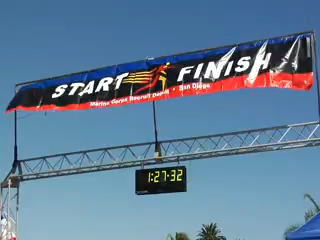 START FINISH
Marine Corps Recruit Depot • San Diego
1:27:32